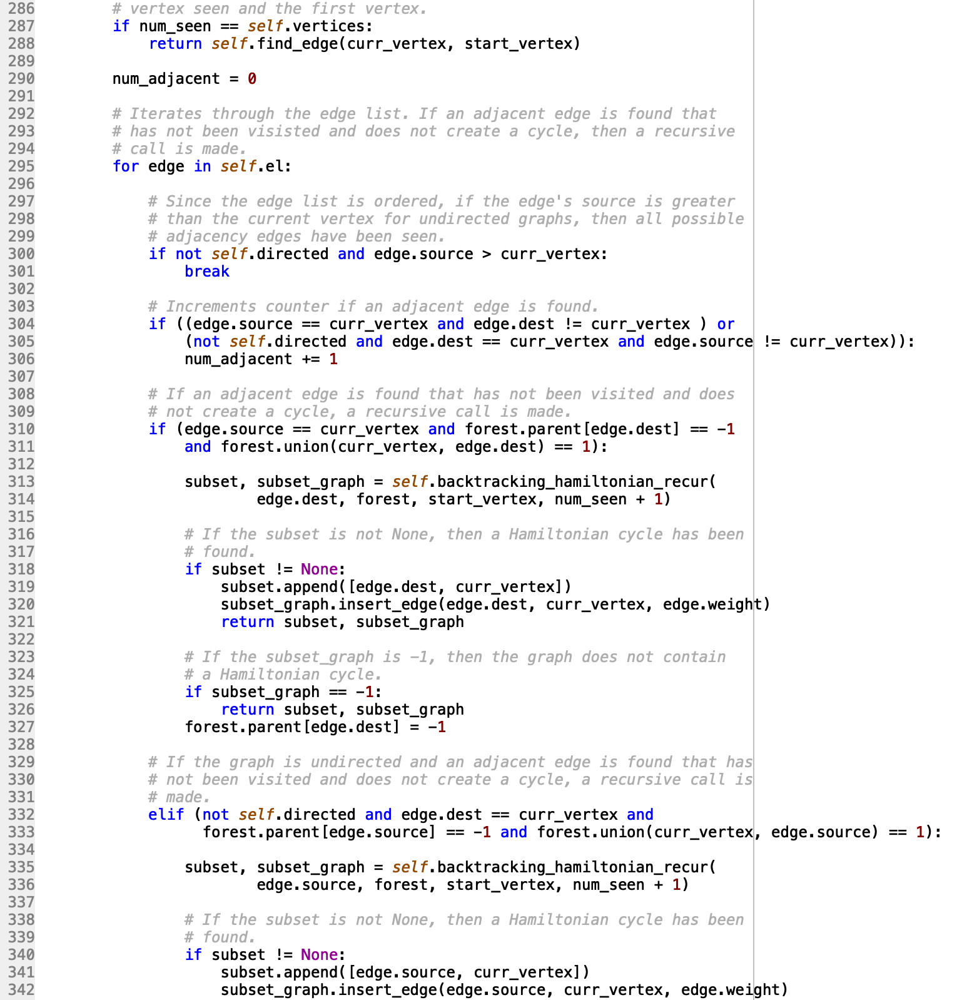 286 # vertex seen and the first vertex.
287 if num_seen == self.vertices:
288 return self.find_edge(curr_vertex, start_vertex)
289
290 num_adjacent = 0
291
292 # Iterates through the edge list. If an adjacent edge is found that
293 # has not been visisted and does not create a cycle, then a recursive
294 # call is made.
295 for edge in self.el:
296
297 # Since the edge list is ordered, if the edge's source is greater
298 # than the current vertex for undirected graphs, then all possible
299 # adjacency edges have been seen.
300 if not self.directed and edge.source > curr_vertex:
301 break
302
303 # Increments counter if an adjacent edge is found.
304 if ((edge.source == curr_vertex and edge.dest != curr_vertex ) or
305 (not self.directed and edge.dest == curr_vertex and edge.source != curr_vertex)):
306 num_adjacent += 1
307
308 # If an adjacent edge is found that has not been visited and does
309 # not create a cycle, a recursive call is made.
310 if (edge.source == curr_vertex and forest.parent[edge.dest] == -1
311 and forest.union(curr_vertex, edge.dest) == 1):
312
313 subset, subset_graph = self.backtracking_hamiltonian_recur(
314 edge.dest, forest, start_vertex, num_seen + 1)
315
316 # If the subset is not None, then a Hamiltonian cycle has been
317 # found.
318 if subset != None:
319 subset.append([edge.dest, curr_vertex])
320 subset_graph.insert_edge(edge.dest, curr_vertex, edge.weight)
321 return subset, subset_graph
322
323 # If the subset_graph is -1, then the graph does not contain
324 # a Hamiltonian cycle.
325 if subset_graph == -1:
326 return subset, subset_graph
327 forest.parent[edge.dest] = -1
328
329 # If the graph is undirected and an adjacent edge is found that has
330 # not been visited and does not create a cycle, a recursive call is
331 # made.
332 elif (not self.directed and edge.dest == curr_vertex and
333 forest.parent[edge.source] == -1 and forest.union(curr_vertex, edge.source) == 1):
334
335 subset, subset_graph = self.backtracking_hamiltonian_recur(
336 edge.source, forest, start_vertex, num_seen + 1)
337
338 # If the subset is not None, then a Hamiltonian cycle has been
339 # found.
340 if subset != None:
341 subset.append([edge.source, curr_vertex])
342 subset_graph.insert_edge(edge.source, curr_vertex, edge.weight)